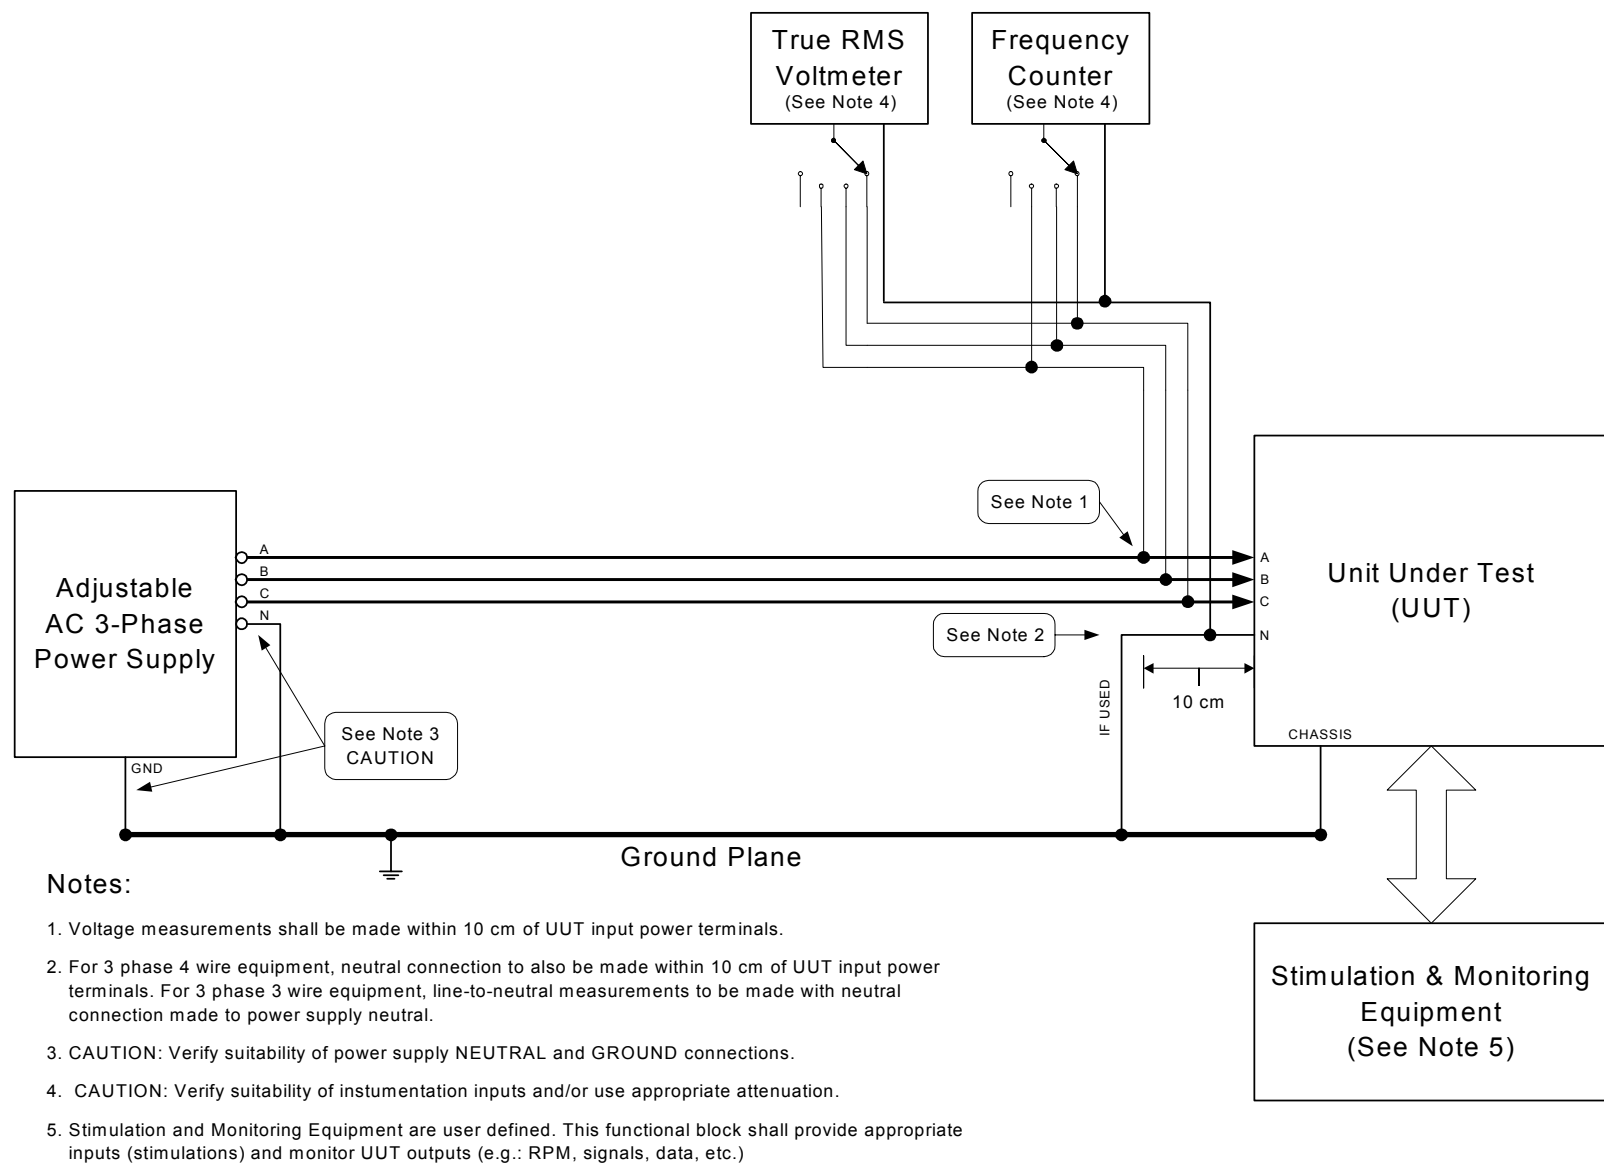 True RMS
Voltmeter
(See Note 4)
Frequency
Counter
(See Note 4)
See Note 1
Adjustable
AC 3-Phase
Power Supply
A
B
C
N
A
B
C
N
Unit Under Test
(UUT)
See Note 2
IF USED
10 cm
See Note 3
CAUTION
CHASSIS
GND
Ground Plane
Stimulation & Monitoring
Equipment
(See Note 5)
Notes:
1. Voltage measurements shall be made within 10 cm of UUT input power terminals.
2. For 3 phase 4 wire equipment, neutral connection to also be made within 10 cm of UUT input power
terminals. For 3 phase 3 wire equipment, line-to-neutral measurements to be made with neutral
connection made to power supply neutral.
3. CAUTION: Verify suitability of power supply NEUTRAL and GROUND connections.
4. CAUTION: Verify suitability of instumentation inputs and/or use appropriate attenuation.
5. Stimulation and Monitoring Equipment are user defined. This functional block shall provide appropriate
inputs (stimulations) and monitor UUT outputs (e.g.: RPM, signals, data, etc.)